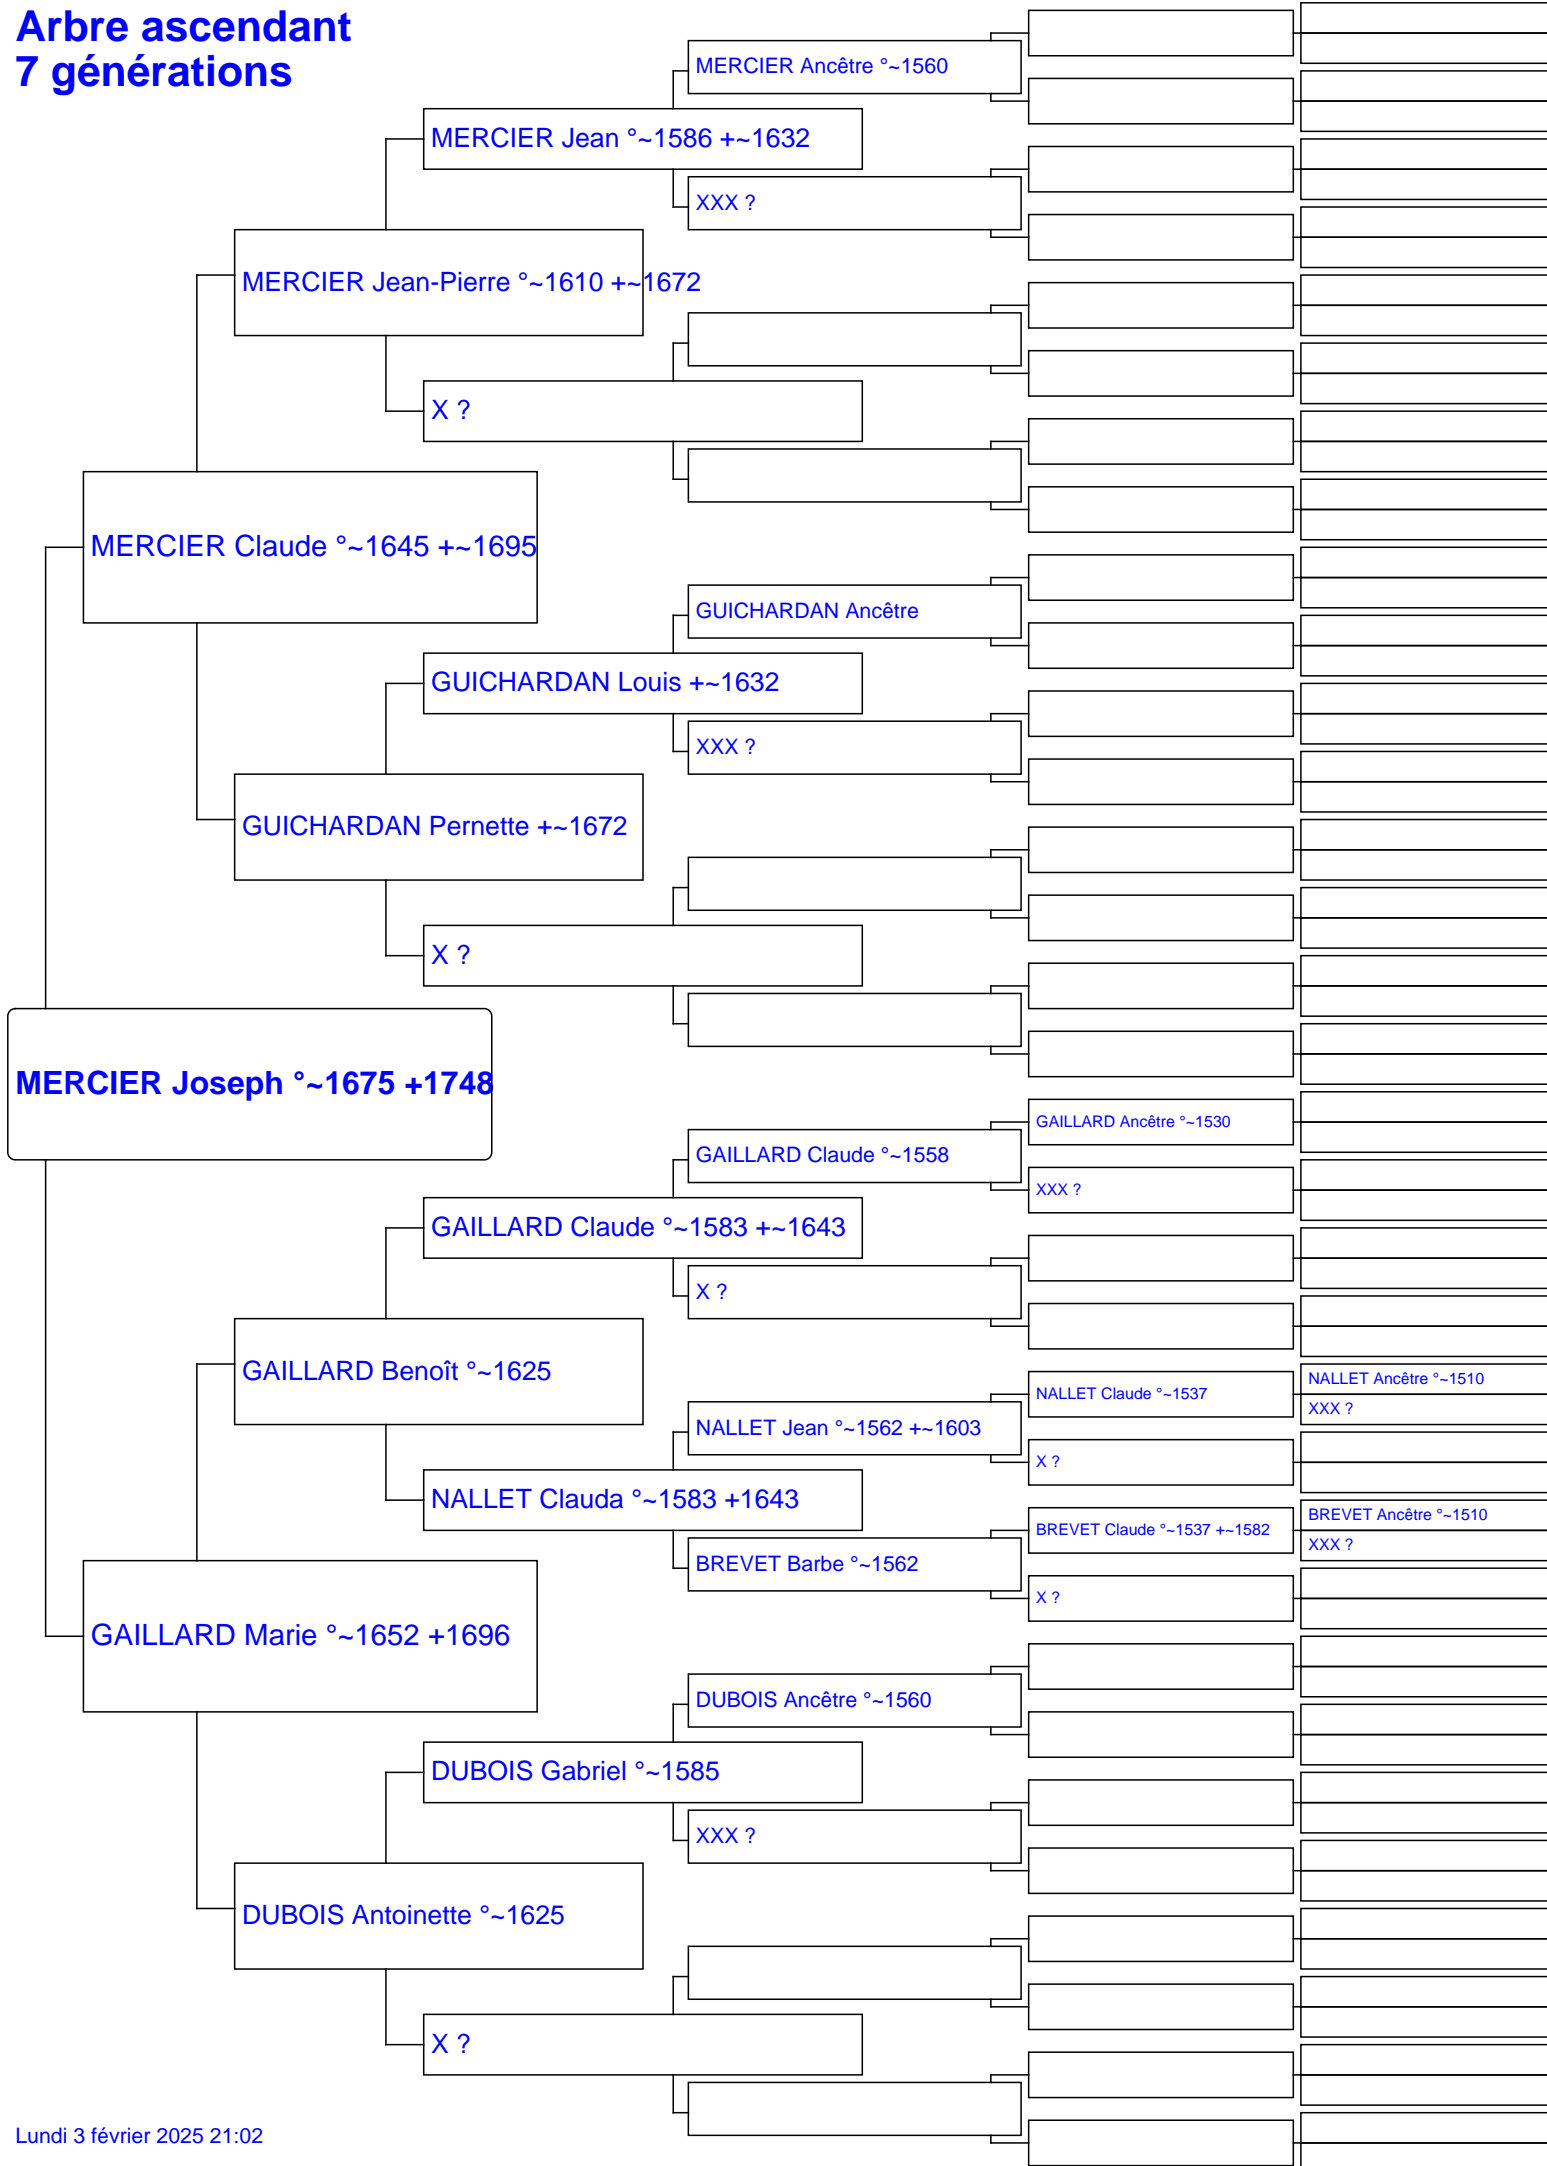 Arbre ascendant
7 générations
MERCIER Ancêtre °~1560
MERCIER Jean °~1586 +~1632
XXX ?
MERCIER Jean-Pierre °~1610 +~1672
X ?
MERCIER Claude °~1645 +~1695
GUICHARDAN Ancêtre
GUICHARDAN Louis +~1632
XXX ?
GUICHARDAN Pernette +~1672
X ?
MERCIER Joseph °~1675 +1748
GAILLARD Ancêtre °~1530
GAILLARD Claude °~1558
XXX ?
GAILLARD Claude °~1583 +~1643
X ?
GAILLARD Benoît °~1625
NALLET Ancêtre °~1510
NALLET Claude °~1537
XXX ?
NALLET Jean °~1562 +~1603
X ?
NALLET Clauda °~1583 +1643
BREVET Ancêtre °~1510
BREVET Claude °~1537 +~1582
XXX ?
BREVET Barbe °~1562
X ?
GAILLARD Marie °~1652 +1696
DUBOIS Ancêtre °~1560
DUBOIS Gabriel °~1585
XXX ?
DUBOIS Antoinette °~1625
X ?
Lundi 3 février 2025 21:02